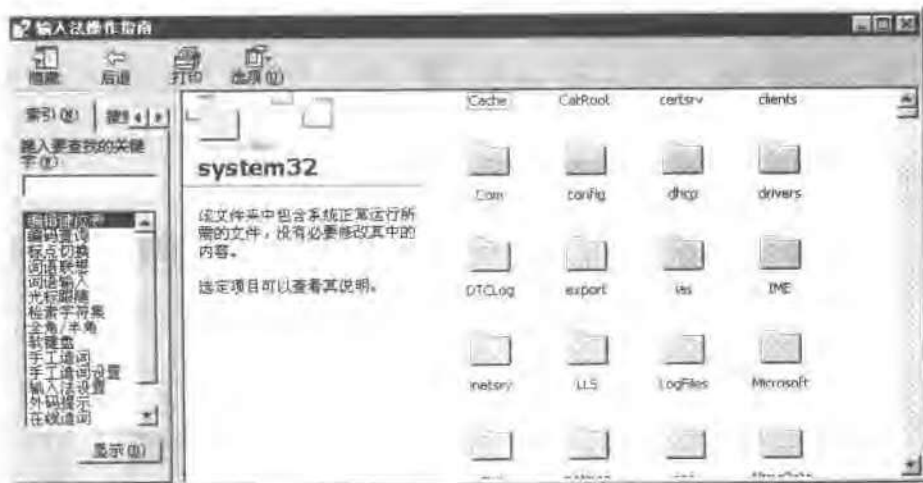 输入法操作指南
隐藏
后退
打印
选项(O)
索引(N)
搜
键入要查找的关键
字(W):
编码查询
标点切换
词语联想
词语输入
光标跟随
检索字符集
全角/半角
软键盘
手工造词
手工造词设置
输入法设置
外码提示
在线造词
显示(D)
system32
该文件夹中包含系统正常运行所
需的文件,没有必要修改其中的
内容。
选定项目可以查看其说明。
Cache
CatRoot
certsrv
clients
Com
config
dhcp
drivers
DTCLog
export
ias
IME
inetsrv
LLS
LogFiles
Microsoft